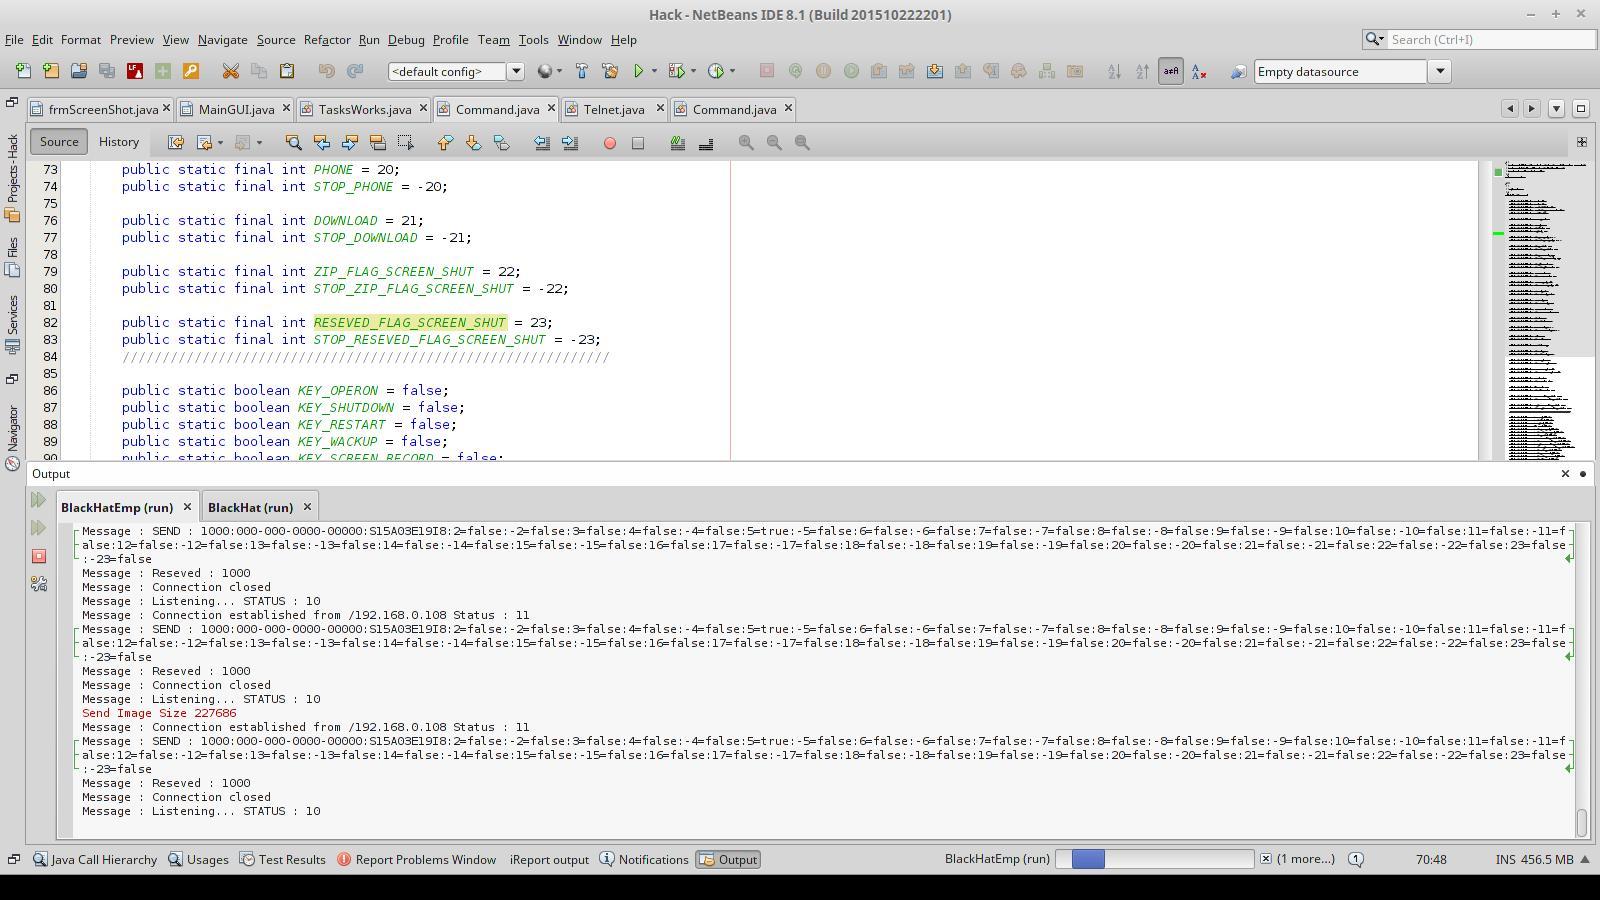 Hack - NetBeans IDE 8.1 (Build 201510222201)
File Edit Format Preview View Navigate Source Refactor Run Debug Profile Team Tools Window Help
Search (Ctrl+I)
<default config>
Empty datasource
frmScreenShot.java MainGUI.java TasksWorks.java Command.java Telnet.java Command.java
Source History
Projects - Hack
Files
Services
Navigator
73 public static final int PHONE = 20;
74 public static final int STOP_PHONE = -20;
75
76 public static final int DOWNLOAD = 21;
77 public static final int STOP_DOWNLOAD = -21;
78
79 public static final int ZIP_FLAG_SCREEN_SHUT = 22;
80 public static final int STOP_ZIP_FLAG_SCREEN_SHUT = -22;
81
82 public static final int RESEVED_FLAG_SCREEN_SHUT = 23;
83 public static final int STOP_RESEVED_FLAG_SCREEN_SHUT = -23;
84 /////////////////////////////////////////////////////////////
85
86 public static boolean KEY_OPERON = false;
87 public static boolean KEY_SHUTDOWN = false;
88 public static boolean KEY_RESTART = false;
89 public static boolean KEY_WACKUP = false;
90 public static boolean KEY_SCREEN_RECORD = false;
Output
BlackHatEmp (run) BlackHat (run)
Message : SEND : 1000:000-000-0000-00000:S15A03E19I8:2=false:-2=false:3=false:4=false:-4=false:5=true:-5=false:6=false:-6=false:7=false:-7=false:8=false:-8=false:9=false:-9=false:10=false:-10=false:11=false:-11=f
alse:12=false:-12=false:13=false:-13=false:14=false:-14=false:15=false:-15=false:16=false:17=false:-17=false:18=false:-18=false:19=false:-19=false:20=false:-20=false:21=false:-21=false:22=false:-22=false:23=false
:-23=false
Message : Reseved : 1000
Message : Connection closed
Message : Listening... STATUS : 10
Message : Connection established from /192.168.0.108 Status : 11
Message : SEND : 1000:000-000-0000-00000:S15A03E19I8:2=false:-2=false:3=false:4=false:-4=false:5=true:-5=false:6=false:-6=false:7=false:-7=false:8=false:-8=false:9=false:-9=false:10=false:-10=false:11=false:-11=f
alse:12=false:-12=false:13=false:-13=false:14=false:-14=false:15=false:-15=false:16=false:17=false:-17=false:18=false:-18=false:19=false:-19=false:20=false:-20=false:21=false:-21=false:22=false:-22=false:23=false
:-23=false
Message : Reseved : 1000
Message : Connection closed
Message : Listening... STATUS : 10
Send Image Size 227686
Message : Connection established from /192.168.0.108 Status : 11
Message : SEND : 1000:000-000-0000-00000:S15A03E19I8:2=false:-2=false:3=false:4=false:-4=false:5=true:-5=false:6=false:-6=false:7=false:-7=false:8=false:-8=false:9=false:-9=false:10=false:-10=false:11=false:-11=f
alse:12=false:-12=false:13=false:-13=false:14=false:-14=false:15=false:-15=false:16=false:17=false:-17=false:18=false:-18=false:19=false:-19=false:20=false:-20=false:21=false:-21=false:22=false:-22=false:23=false
:-23=false
Message : Reseved : 1000
Message : Connection closed
Message : Listening... STATUS : 10
Java Call Hierarchy Usages Test Results Report Problems Window iReport output Notifications Output BlackHatEmp (run) (1 more...) 1 70:48 INS 456.5 MB